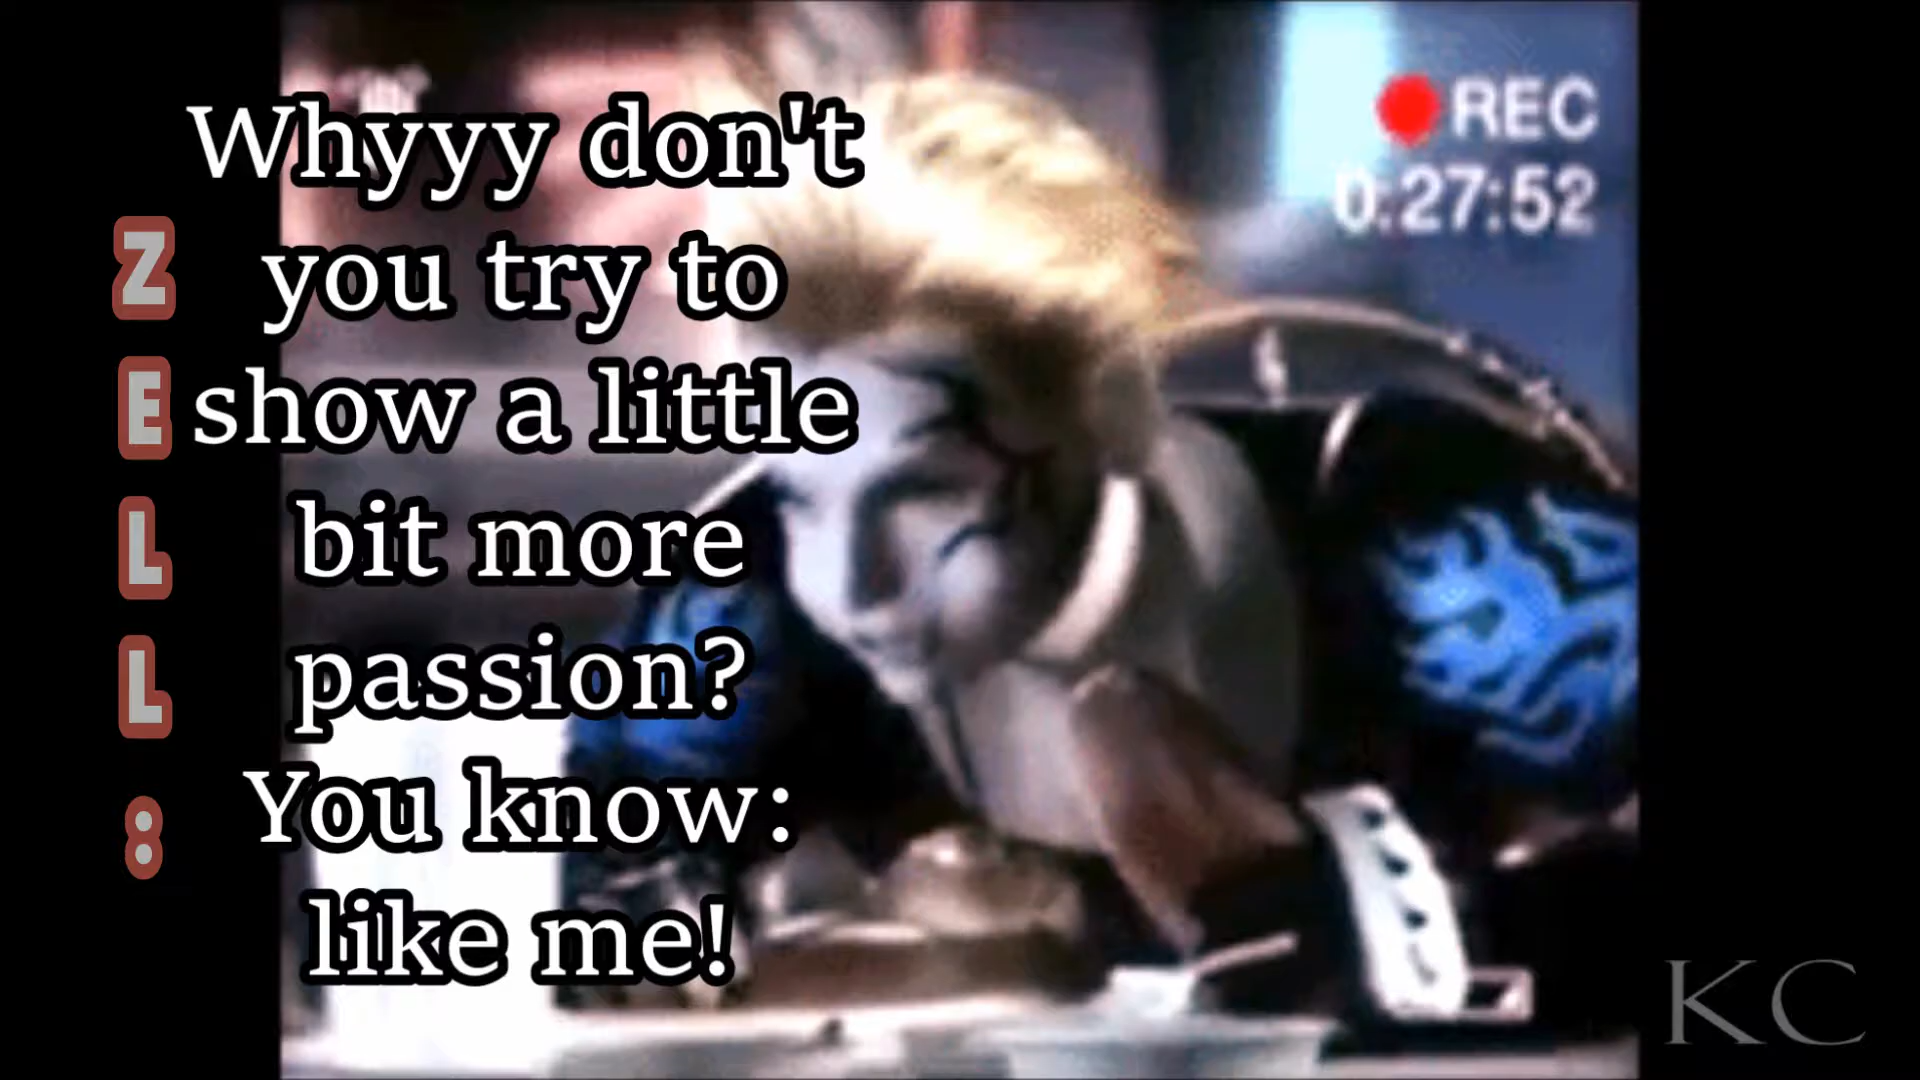 ●REC
0:27:52
ZELL:
Whyyy don't
you try to
show a little
bit more
passion?
You know:
like me!
KC